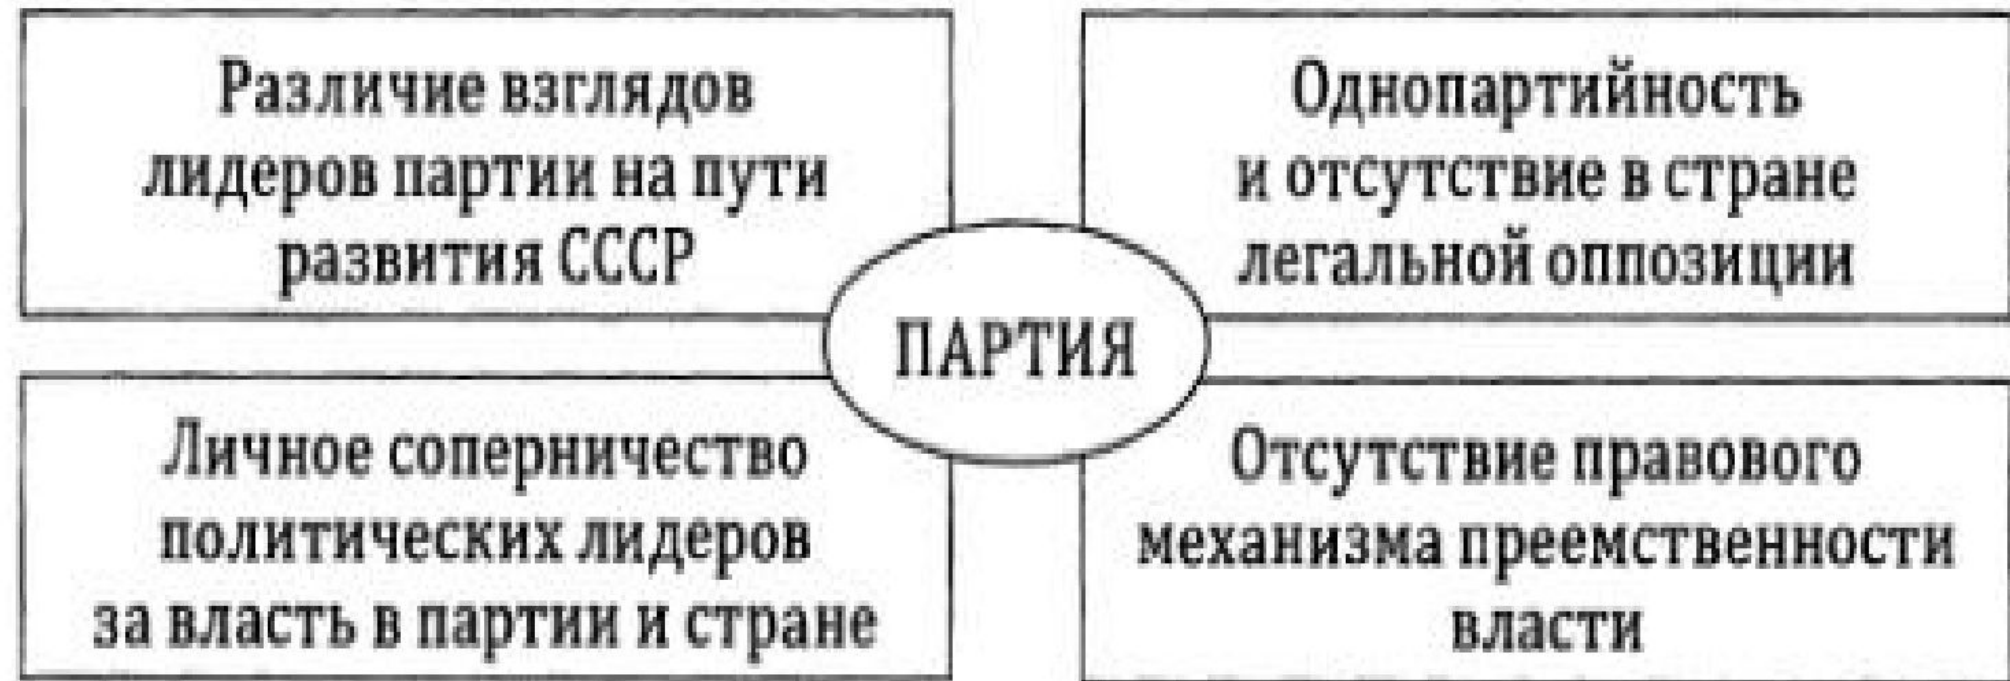 Различие взглядов
лидеров партии на пути
развития СССР
Однопартийность
и отсутствие в стране
легальной оппозиции
ПАРТИЯ
Личное соперничество
политических лидеров
за власть в партии и стране
Отсутствие правового
механизма преемственности
власти